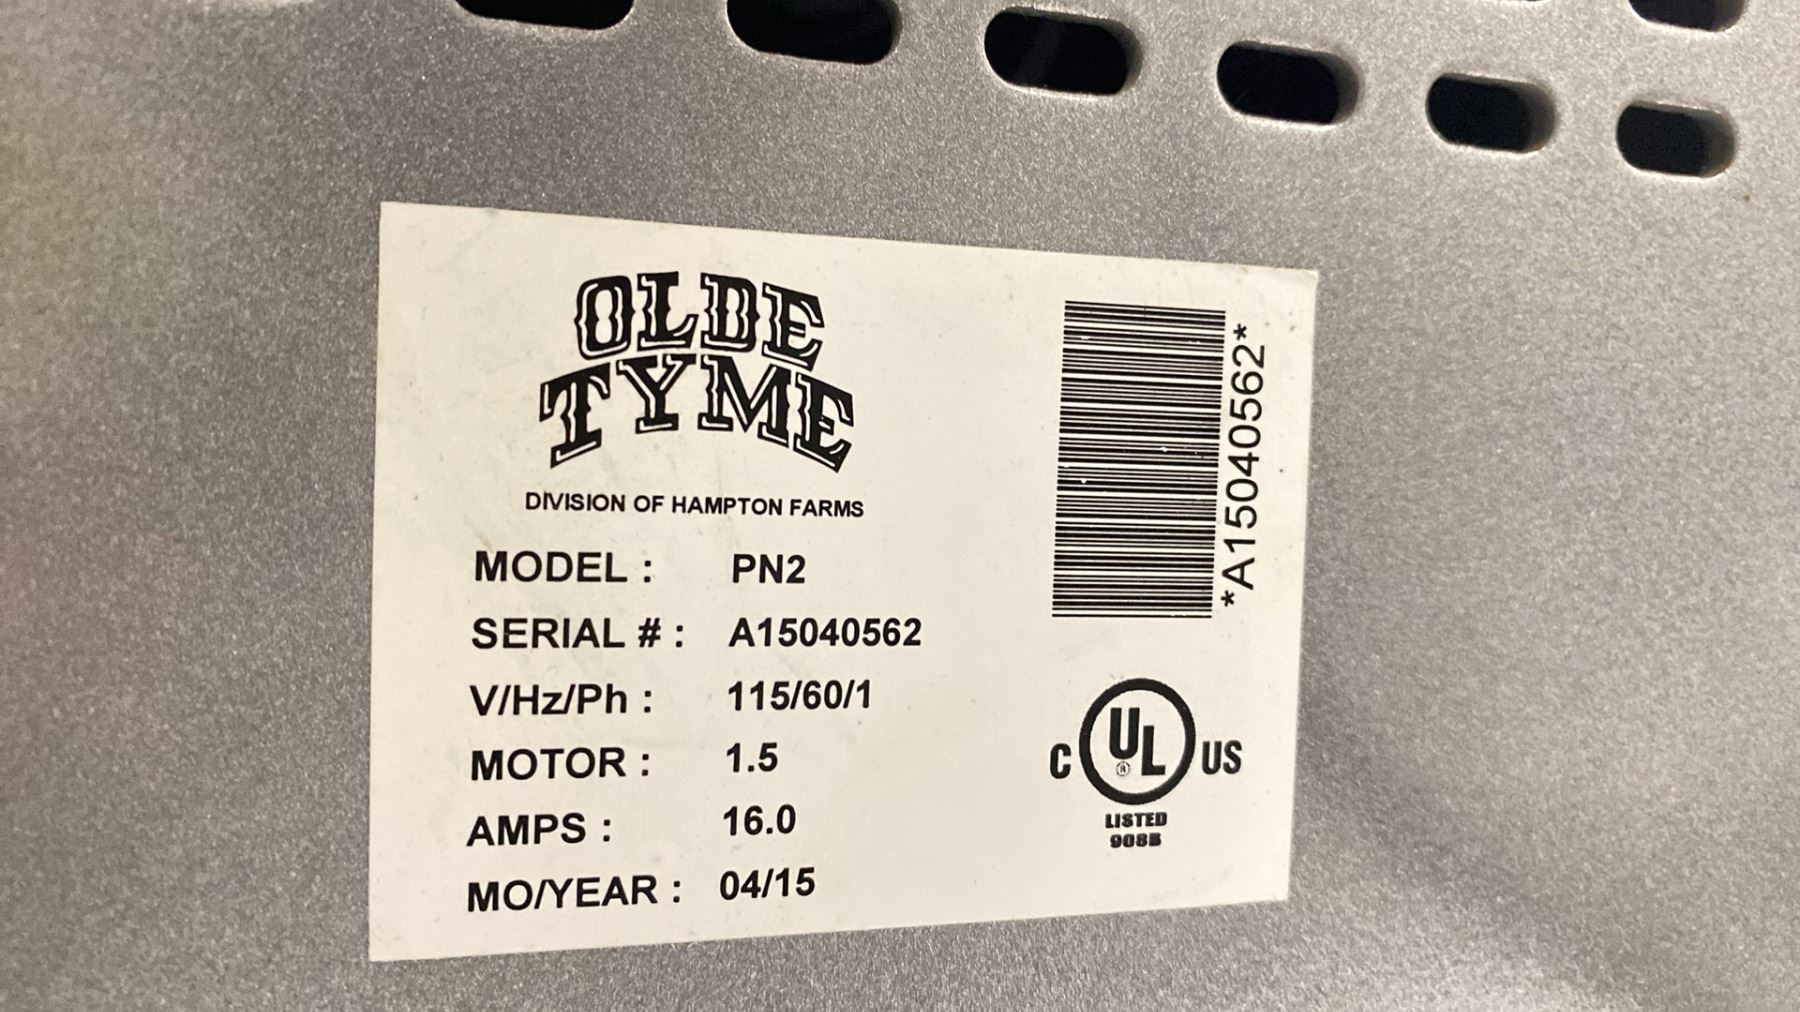 OLDE
TYME
DIVISION OF HAMPTON FARMS
MODEL : PN2
SERIAL # : A15040562
V/Hz/Ph : 115/60/1
MOTOR : 1.5
AMPS : 16.0
MO/YEAR : 04/15
*A15040562*
C UL® US
LISTED
908B